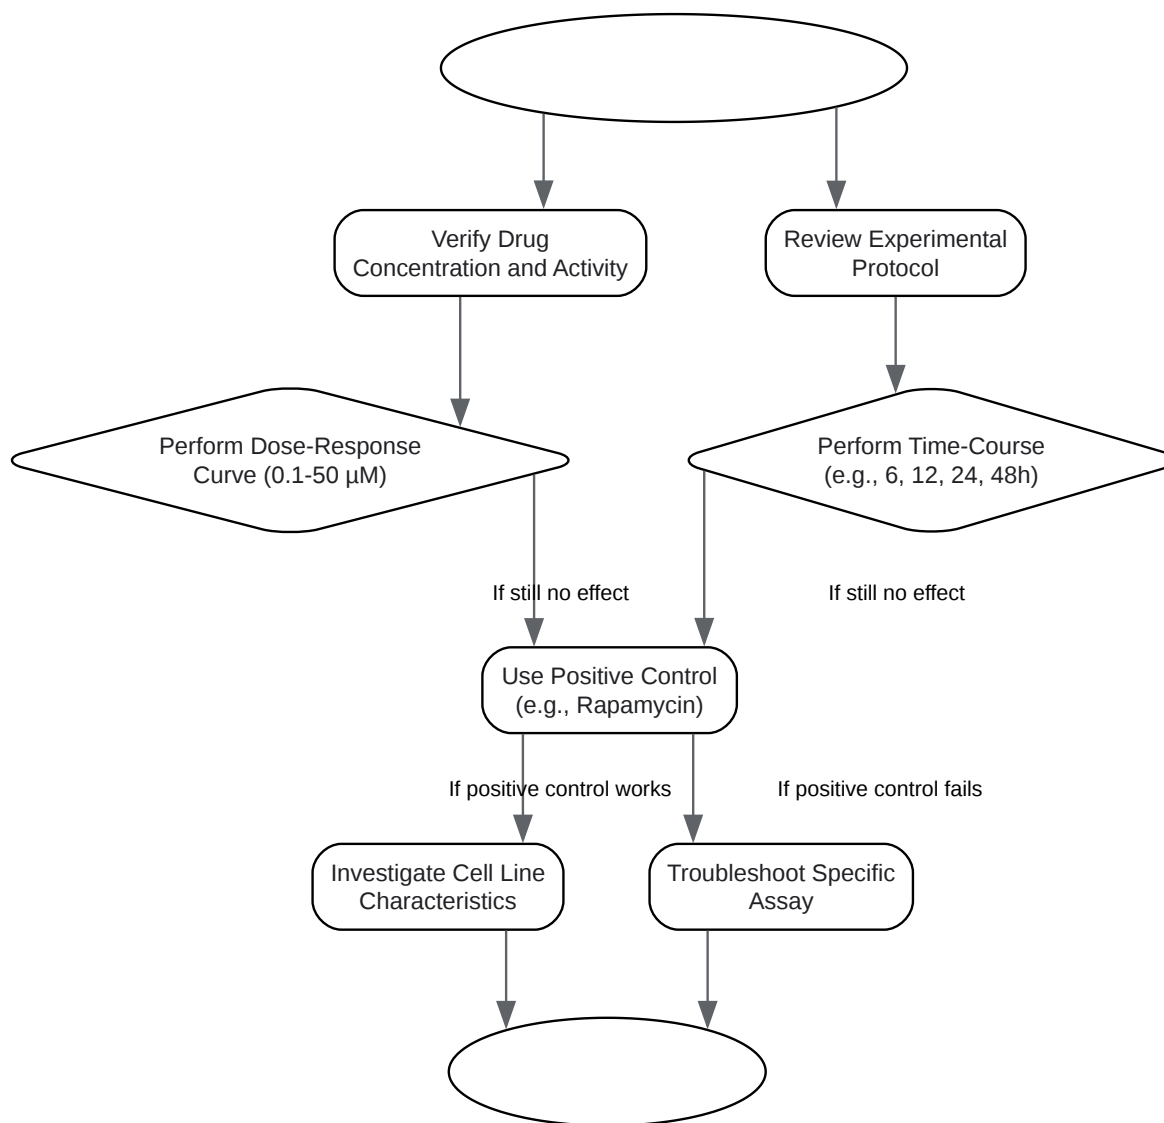 Verify Drug
Concentration and Activity
Review Experimental
Protocol
Perform Dose-Response
Curve (0.1-50 µM)
Perform Time-Course
(e.g., 6, 12, 24, 48h)
If still no effect
If still no effect
Use Positive Control
(e.g., Rapamycin)
If positive control works
If positive control fails
Investigate Cell Line
Characteristics
Troubleshoot Specific
Assay